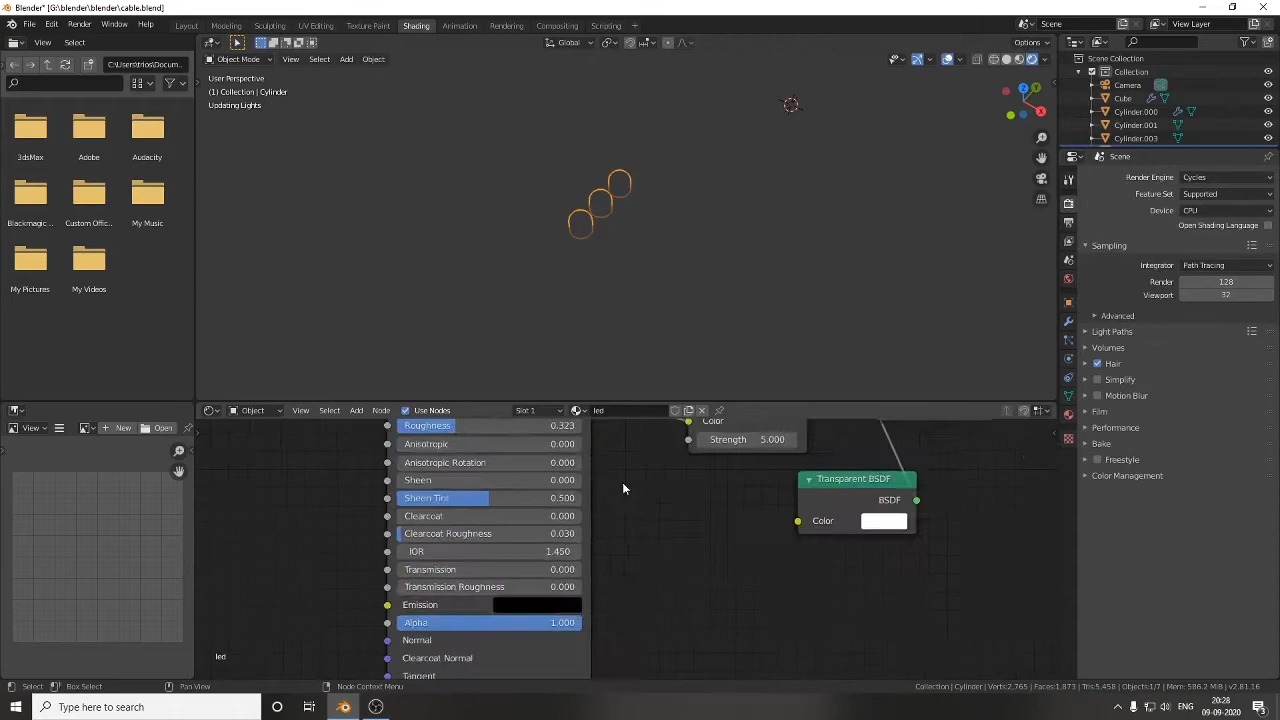 Blender* [G:\blender\blender\cable.blend]
File Edit Render Window Help Layout Modeling Sculpting UV Editing Texture Paint Shading Animation Rendering Compositing Scripting + Scene View Layer
View Select Object Mode View Select Add Object Global Options
C:\Users\trios\Docum...
User Perspective
(1) Collection | Cylinder
Updating Lights
3dsMax Adobe Audacity
Blackmagic ... Custom Offic... My Music
My Pictures My Videos
Scene Collection
Collection
Camera
Cube
Cylinder.000
Cylinder.001
Cylinder.003
Scene
Render Engine Cycles
Feature Set Supported
Device CPU
Open Shading Language
Sampling
Integrator Path Tracing
Render 128
Viewport 32
Advanced
Light Paths
Volumes
Hair
Simplify
Motion Blur
Film
Performance
Bake
Freestyle
Color Management
Object View Select Add Node Use Nodes Slot 1 led
View New Open
Roughness 0.323
Anisotropic 0.000
Anisotropic Rotation 0.000
Sheen 0.000
Sheen Tint 0.500
Clearcoat 0.000
Clearcoat Roughness 0.030
IOR 1.450
Transmission 0.000
Transmission Roughness 0.000
Emission
Alpha 1.000
Normal
Clearcoat Normal
Tangent
Color
Strength 5.000
Transparent BSDF
BSDF
Color
led
Select Box Select Pan View Node Context Menu Collection | Cylinder | Verts:2,765 | Faces:1,873 | Tris:5,458 | Objects:1/7 | Mem: 586.2 MiB | v2.81.16
Type here to search
ENG
20:28
09-09-2020